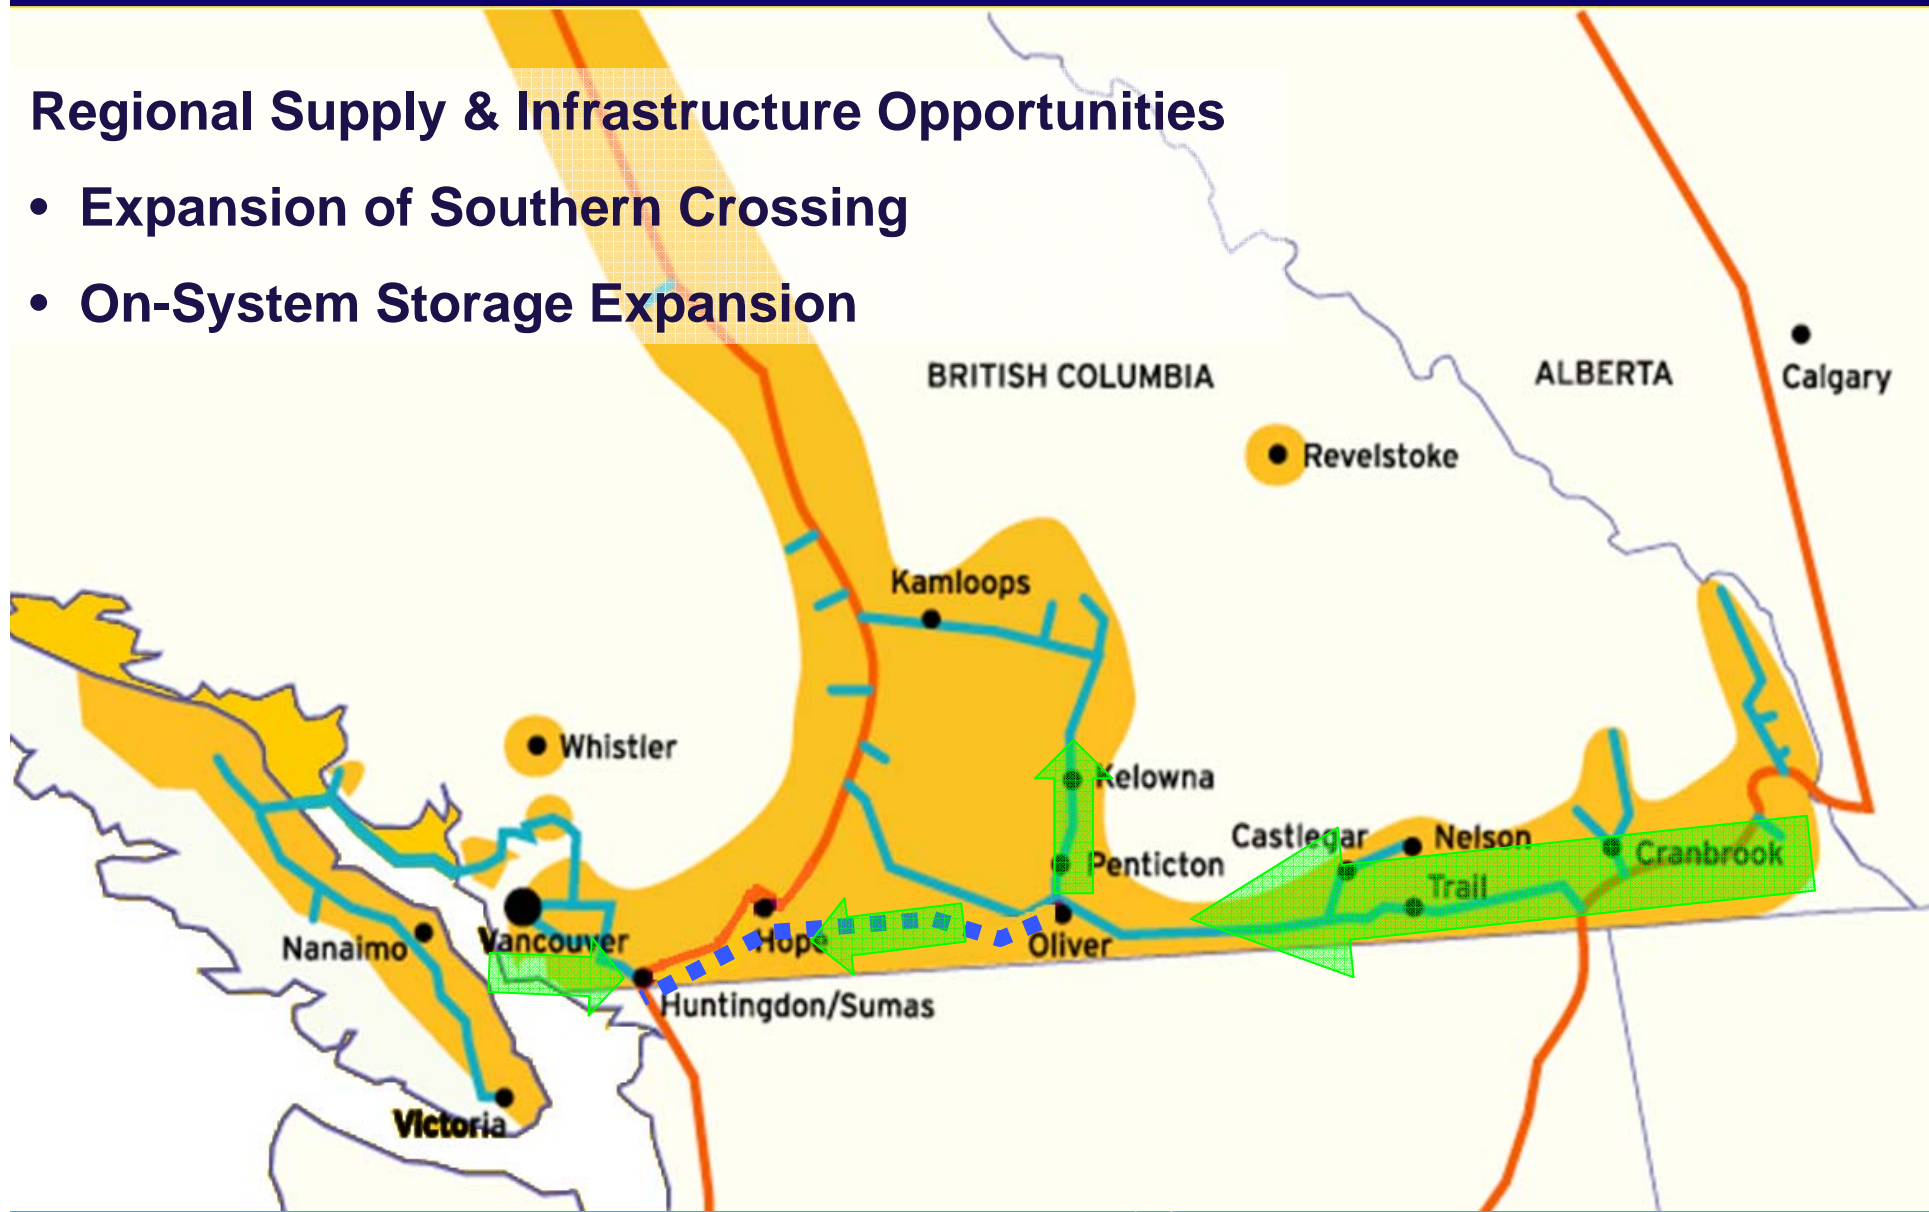 Regional Supply & Infrastructure Opportunities
• Expansion of Southern Crossing
• On-System Storage Expansion
BRITISH COLUMBIA
ALBERTA
Calgary
Revelstoke
Kamloops
Whistler
Kelowna
Castlegar
Nelson
Cranbrook
Penticton
Trail
Nanaimo
Vancouver
Hope
Oliver
Huntingdon/Sumas
Victoria